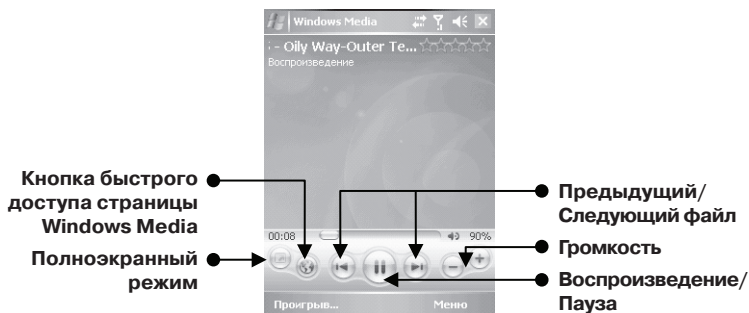 Windows Media
: - Oily Way-Outer Te...
Воспроизведение
Кнопка быстрого
доступа страницы
Windows Media
Полноэкранный
режим
Предыдущий/
Следующий файл
Громкость
Воспроизведение/
Пауза
00:08
90%
Проигрыв...
Меню